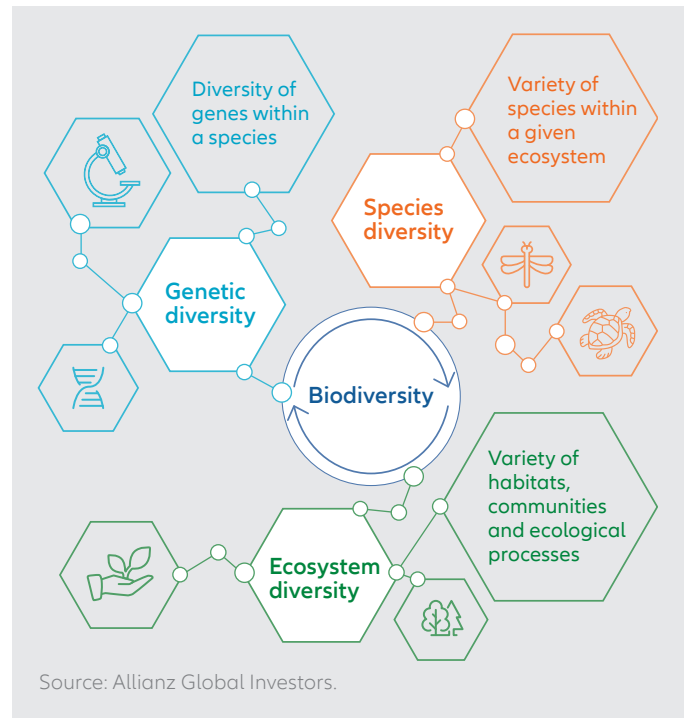 Diversity of
genes within
a species
Variety of
species within
a given
ecosystem
Species
diversity
Genetic
diversity
Biodiversity
Variety of
habitats,
communities
and ecological
processes
Ecosystem
diversity
Source: Allianz Global Investors.